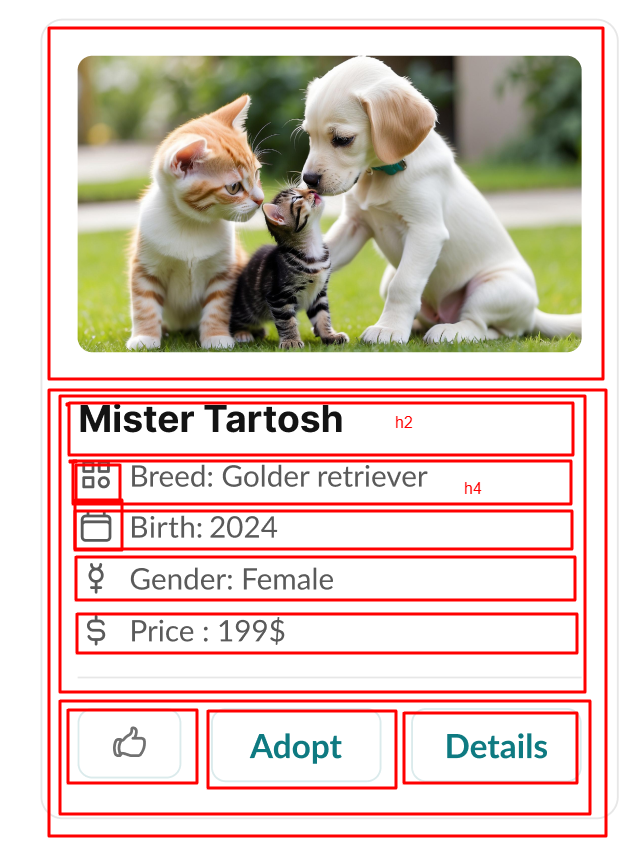 Mister Tartosh h2
Breed: Golder retriever h4
Birth: 2024
Gender: Female
Price : 199$
Adopt Details